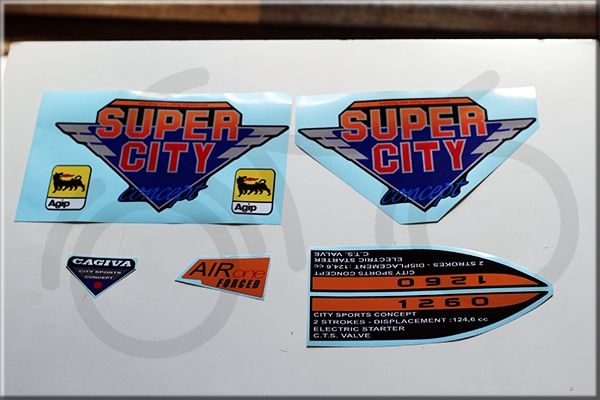 SUPER
CITY
concept
Agip
Agip
SUPER
CITY
concept
CAGIVA
CITY SPORTS
CONCEPT
AIR one
FORCED
1260
CITY SPORTS CONCEPT
2 STROKES - DISPLACEMENT :124,6 cc
ELECTRIC STARTER
C.T.S. VALVE
1260
CITY SPORTS CONCEPT
2 STROKES - DISPLACEMENT :124,6 cc
ELECTRIC STARTER
C.T.S. VALVE